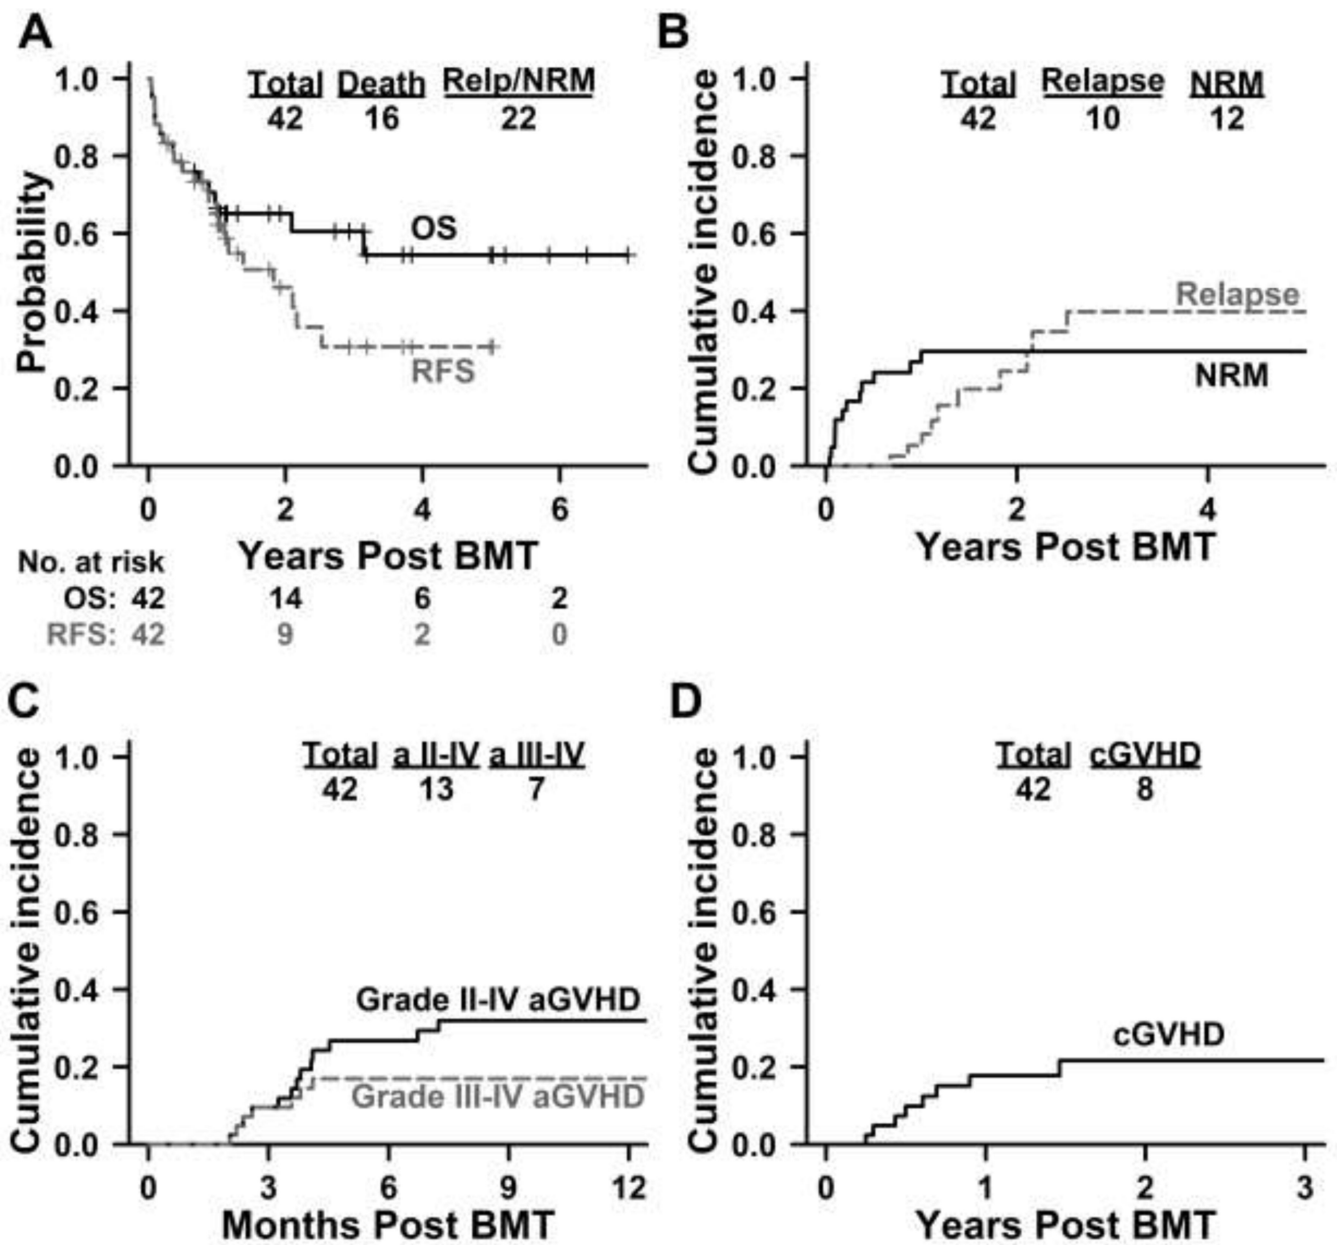 A
Total Death Relp/NRM
42 16 22
1.0
0.8
0.6
0.4
0.2
0.0
Probability
OS
RFS
0 2 4 6
Years Post BMT
No. at risk
OS: 42 14 6 2
RFS: 42 9 2 0
B
Total Relapse NRM
42 10 12
1.0
0.8
0.6
0.4
0.2
0.0
Cumulative incidence
Relapse
NRM
0 2 4
Years Post BMT
C
Total a II-IV a III-IV
42 13 7
1.0
0.8
0.6
0.4
0.2
0.0
Cumulative incidence
Grade II-IV aGVHD
Grade III-IV aGVHD
0 3 6 9 12
Months Post BMT
D
Total cGVHD
42 8
1.0
0.8
0.6
0.4
0.2
0.0
Cumulative incidence
cGVHD
0 1 2 3
Years Post BMT